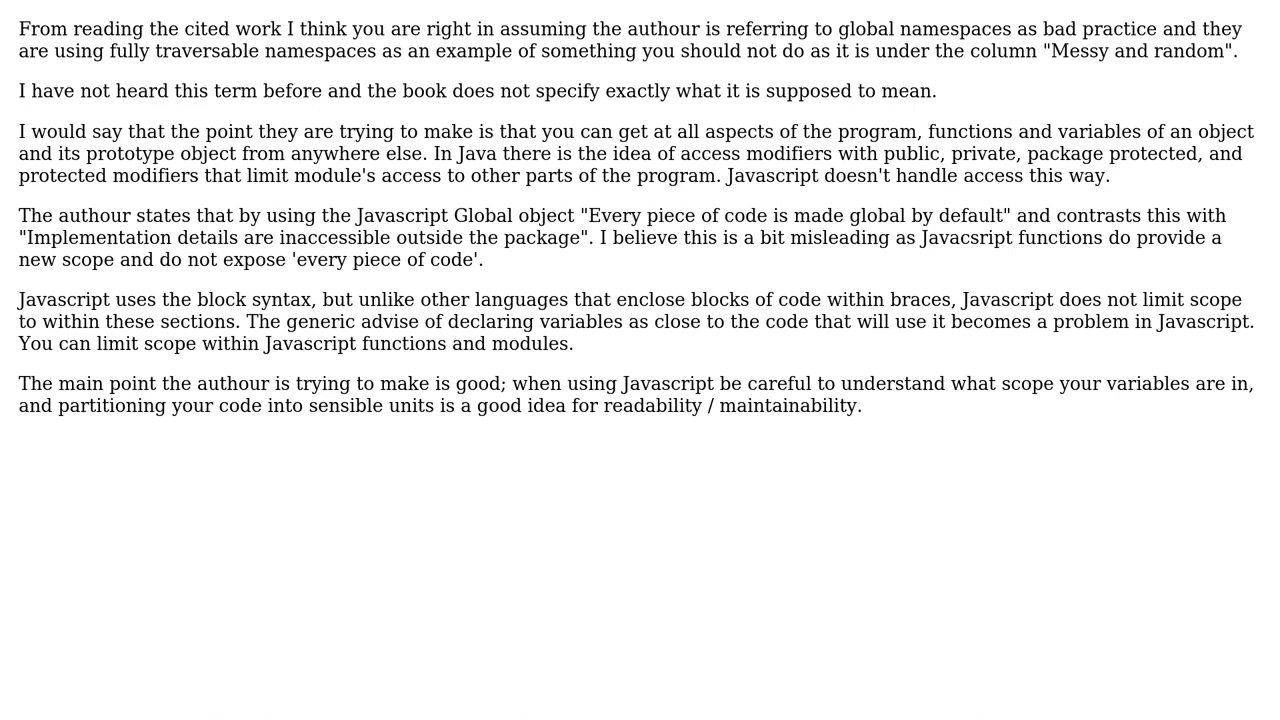 From reading the cited work I think you are right in assuming the authour is referring to global namespaces as bad practice and they
are using fully traversable namespaces as an example of something you should not do as it is under the column "Messy and random".
I have not heard this term before and the book does not specify exactly what it is supposed to mean.
I would say that the point they are trying to make is that you can get at all aspects of the program, functions and variables of an object
and its prototype object from anywhere else. In Java there is the idea of access modifiers with public, private, package protected, and
protected modifiers that limit module's access to other parts of the program. Javascript doesn't handle access this way.
The authour states that by using the Javascript Global object "Every piece of code is made global by default" and contrasts this with
"Implementation details are inaccessible outside the package". I believe this is a bit misleading as Javacsript functions do provide a
new scope and do not expose 'every piece of code'.
Javascript uses the block syntax, but unlike other languages that enclose blocks of code within braces, Javascript does not limit scope
to within these sections. The generic advise of declaring variables as close to the code that will use it becomes a problem in Javascript.
You can limit scope within Javascript functions and modules.
The main point the authour is trying to make is good; when using Javascript be careful to understand what scope your variables are in,
and partitioning your code into sensible units is a good idea for readability / maintainability.